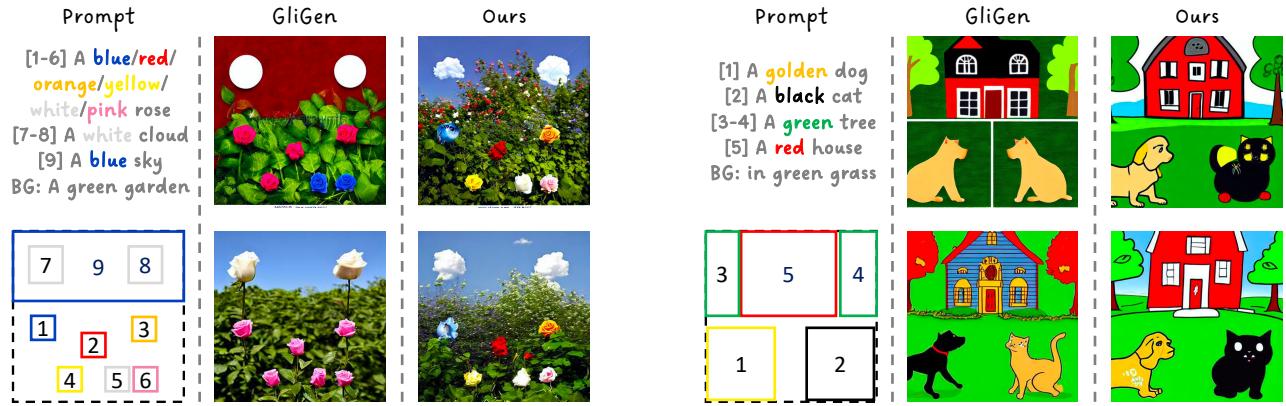 Prompt
GliGen
Ours
[1-6] A blue/red/
orange/yellow/
white/pink rose
[7-8] A white cloud
[9] A blue sky
BG: A green garden
7
9
8
1
2
3
4
5
6
Prompt
GliGen
Ours
[1] A golden dog
[2] A black cat
[3-4] A green tree
[5] A red house
BG: in green grass
3
5
4
1
2